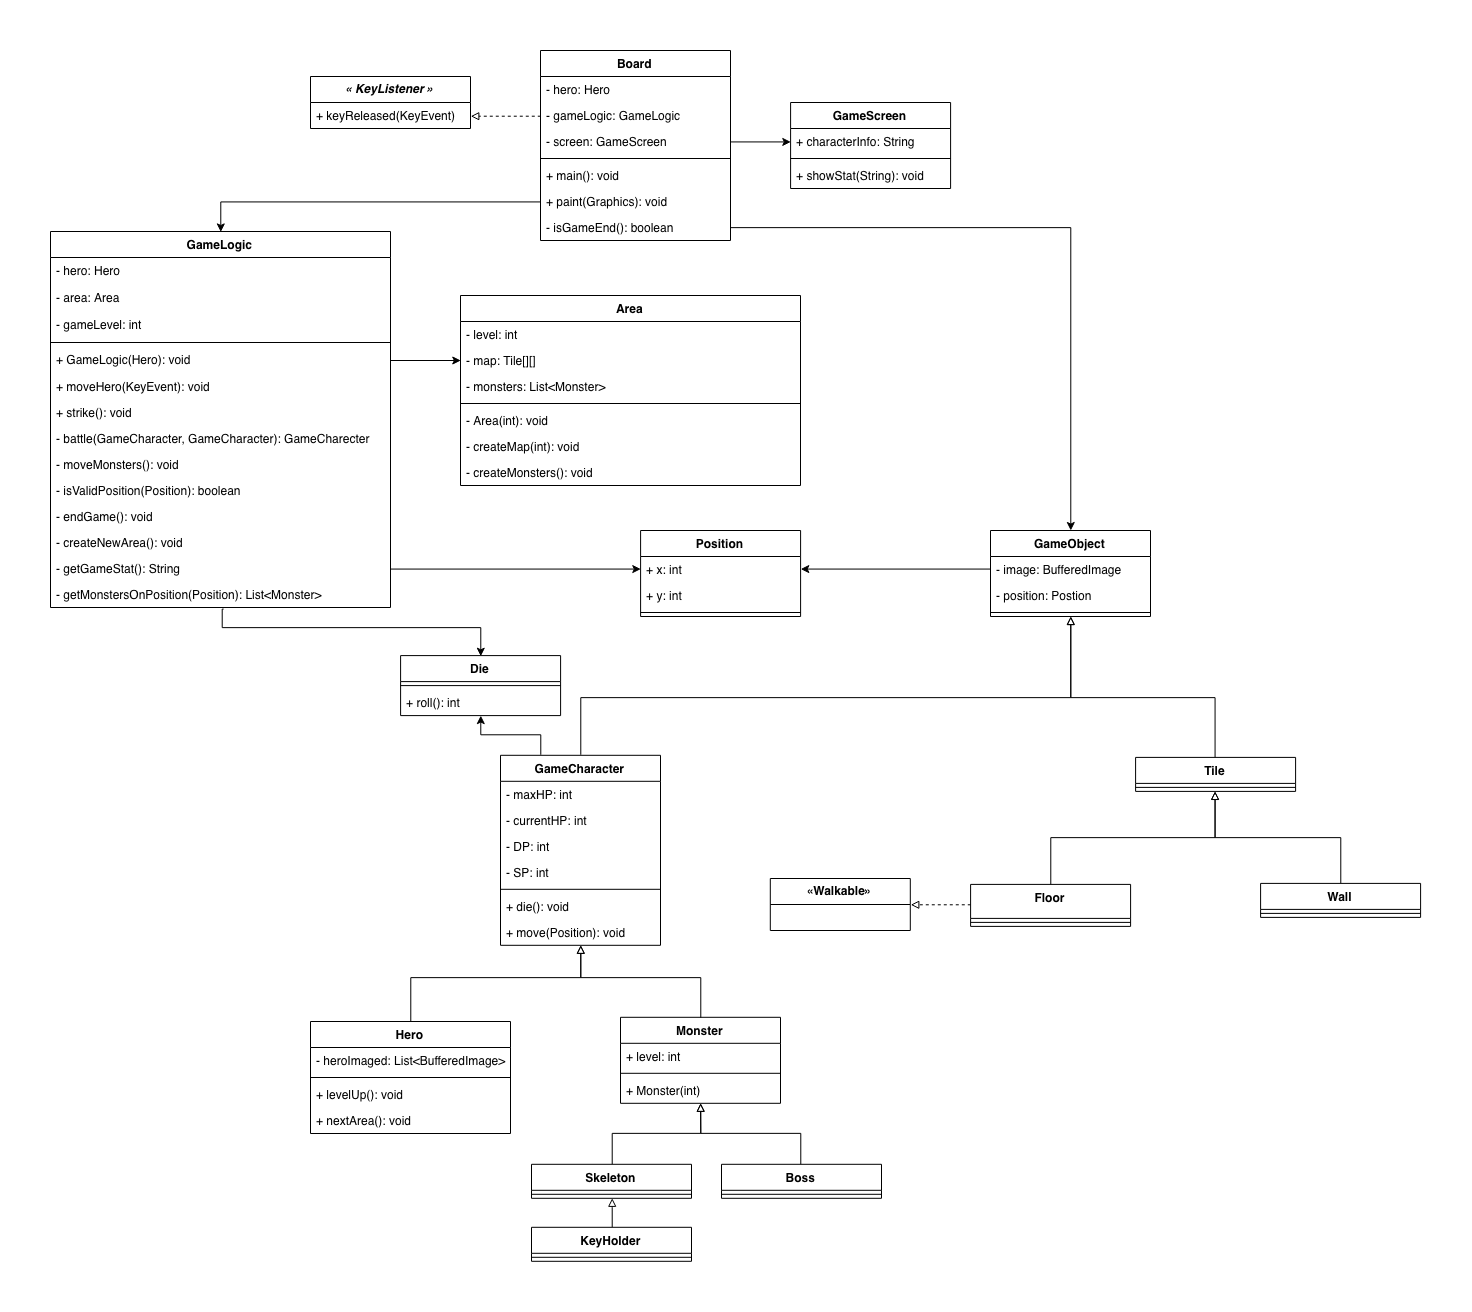 Board
- hero: Hero
- gameLogic: GameLogic
- screen: GameScreen
+ main(): void
+ paint(Graphics): void
- isGameEnd(): boolean
« KeyListener »
+ keyReleased(KeyEvent)
GameScreen
+ characterInfo: String
+ showStat(String): void
GameLogic
- hero: Hero
- area: Area
- gameLevel: int
+ GameLogic(Hero): void
+ moveHero(KeyEvent): void
+ strike(): void
- battle(GameCharacter, GameCharacter): GameCharecter
- moveMonsters(): void
- isValidPosition(Position): boolean
- endGame(): void
- createNewArea(): void
- getGameStat(): String
- getMonstersOnPosition(Position): List<Monster>
Area
- level: int
- map: Tile[][]
- monsters: List<Monster>
- Area(int): void
- createMap(int): void
- createMonsters(): void
Position
+ x: int
+ y: int
GameObject
- image: BufferedImage
- position: Postion
Die
+ roll(): int
GameCharacter
- maxHP: int
- currentHP: int
- DP: int
- SP: int
+ die(): void
+ move(Position): void
Tile
«Walkable»
Floor
Wall
Hero
- heroImaged: List<BufferedImage>
+ levelUp(): void
+ nextArea(): void
Monster
+ level: int
+ Monster(int)
Skeleton
Boss
KeyHolder